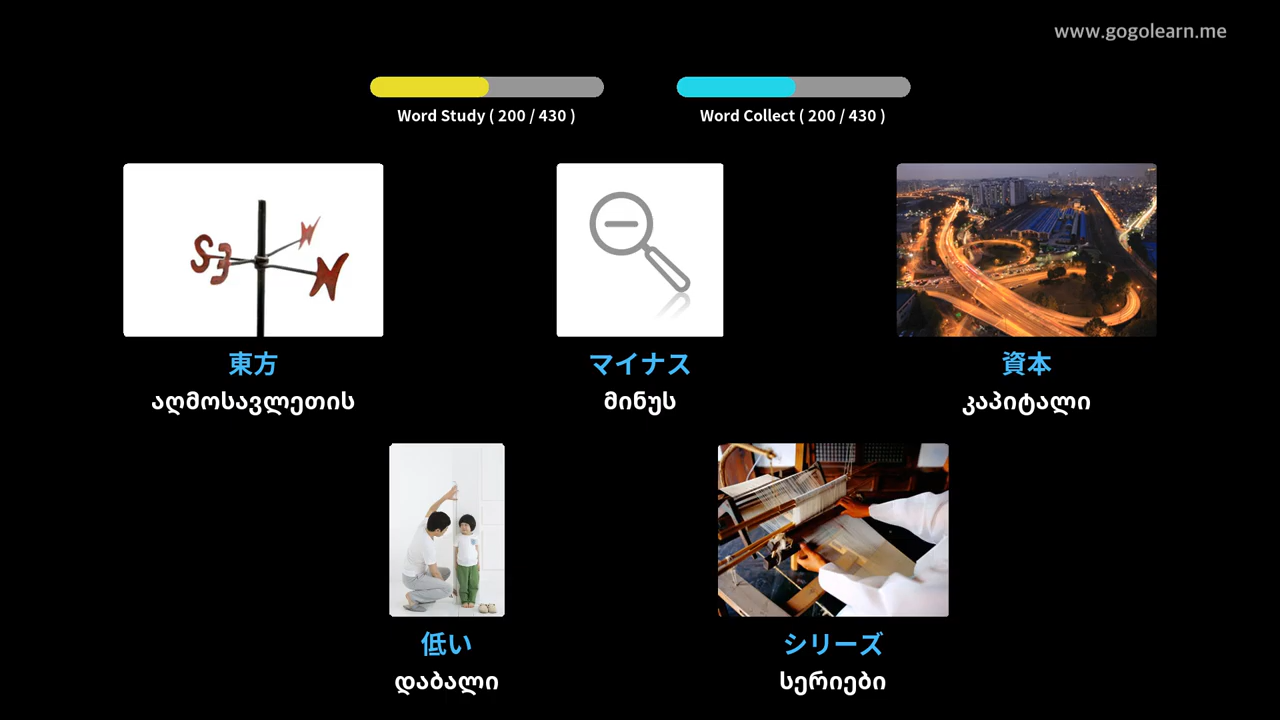 www.gogolearn.me
Word Study ( 200 / 430 )
Word Collect ( 200 / 430 )
東方
აღმოსავლეთის
マイナス
მინუს
資本
კაპიტალი
低い
დაბალი
シリーズ
სერიები